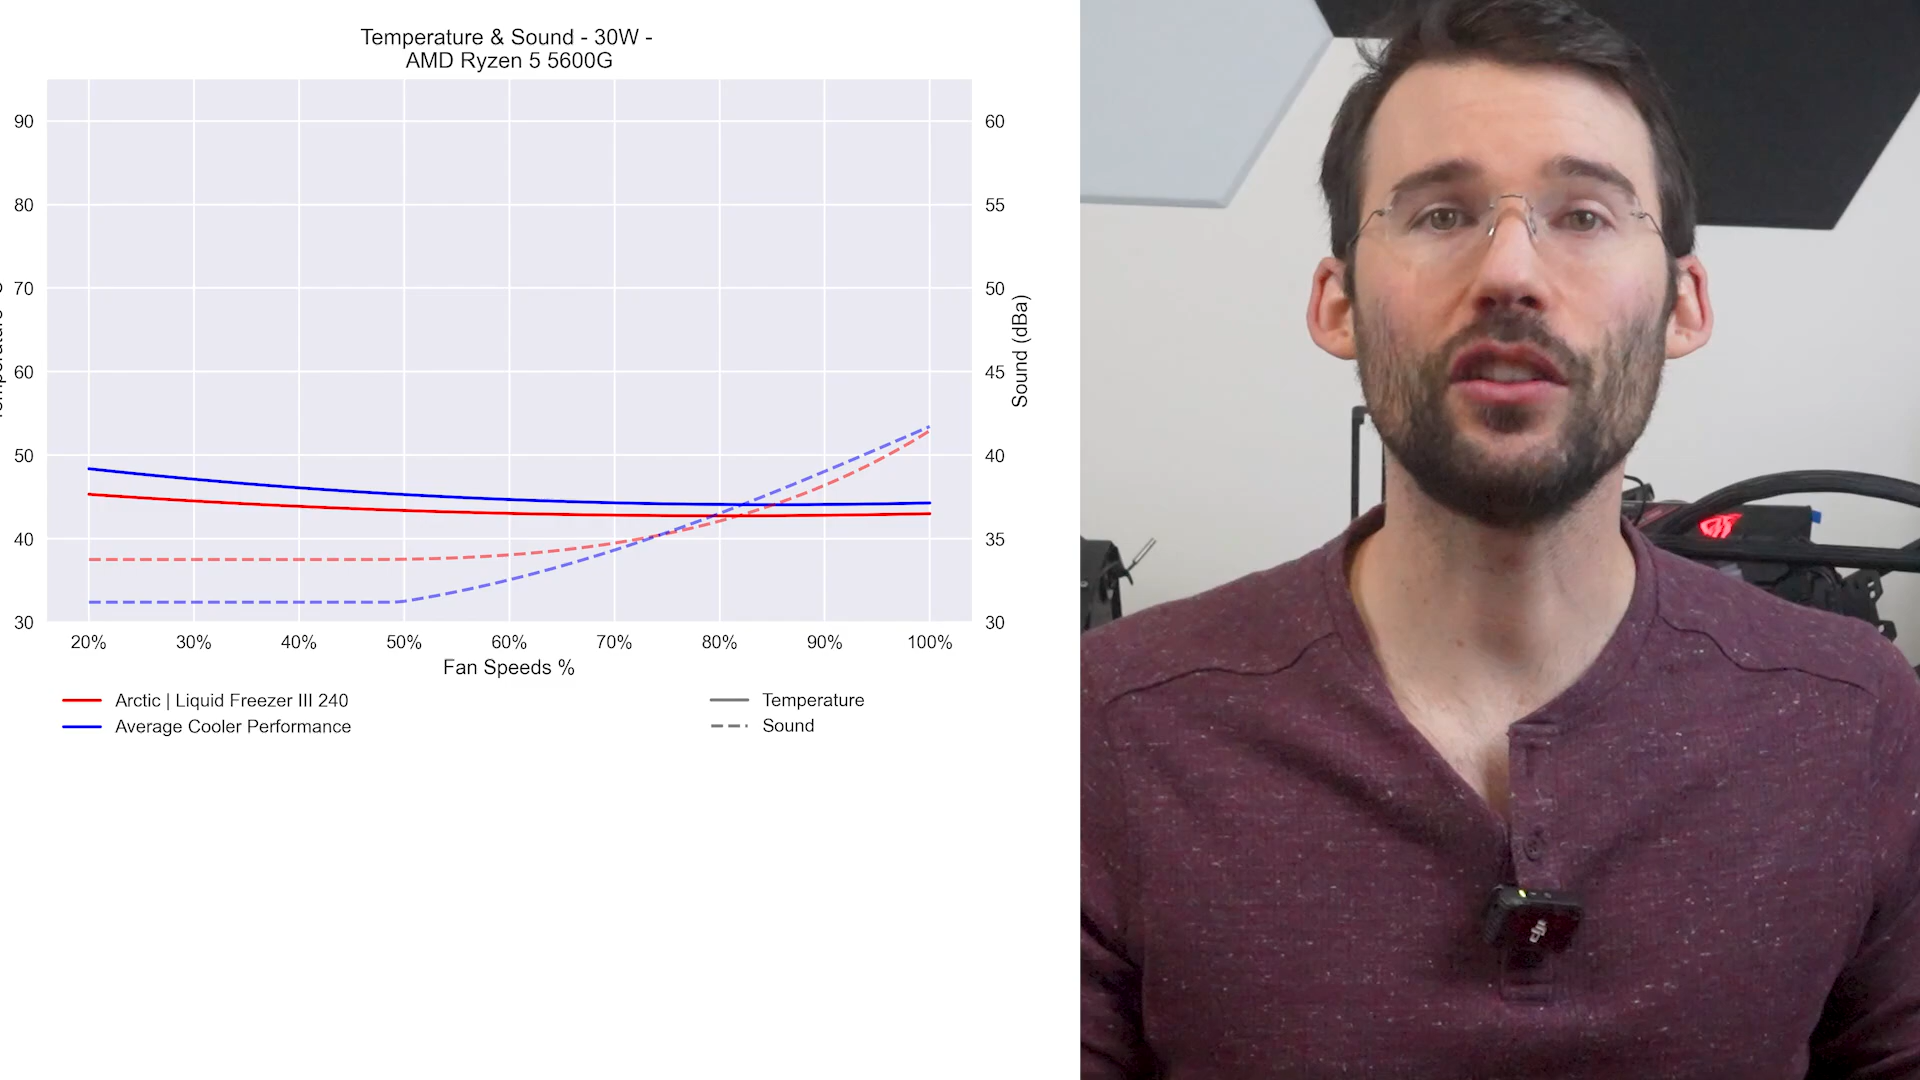 Temperature & Sound - 30W -
AMD Ryzen 5 5600G
90
80
70
60
50
40
30
60
55
50
45
40
35
30
Sound (dBa)
20% 30% 40% 50% 60% 70% 80% 90% 100%
Fan Speeds %
Arctic | Liquid Freezer III 240
Average Cooler Performance
Temperature
Sound
dji